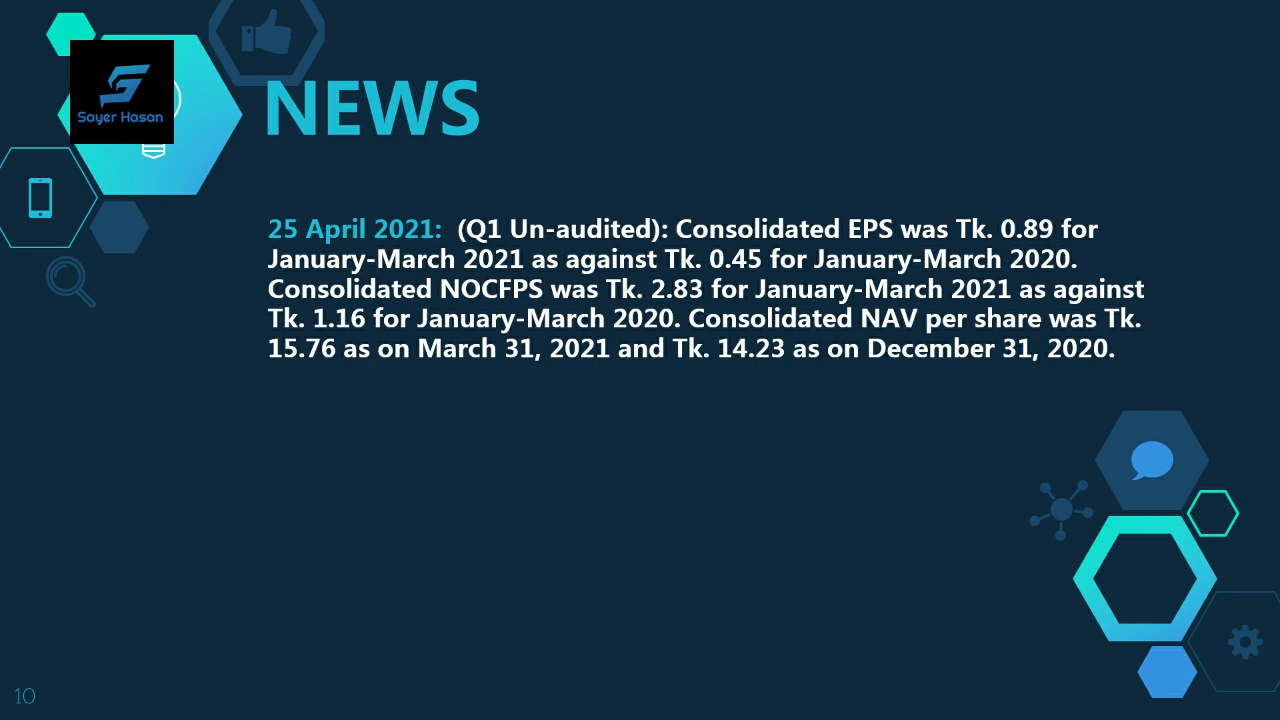 Sayer Hasan
NEWS
25 April 2021: (Q1 Un-audited): Consolidated EPS was Tk. 0.89 for
January-March 2021 as against Tk. 0.45 for January-March 2020.
Consolidated NOCFPS was Tk. 2.83 for January-March 2021 as against
Tk. 1.16 for January-March 2020. Consolidated NAV per share was Tk.
15.76 as on March 31, 2021 and Tk. 14.23 as on December 31, 2020.
10